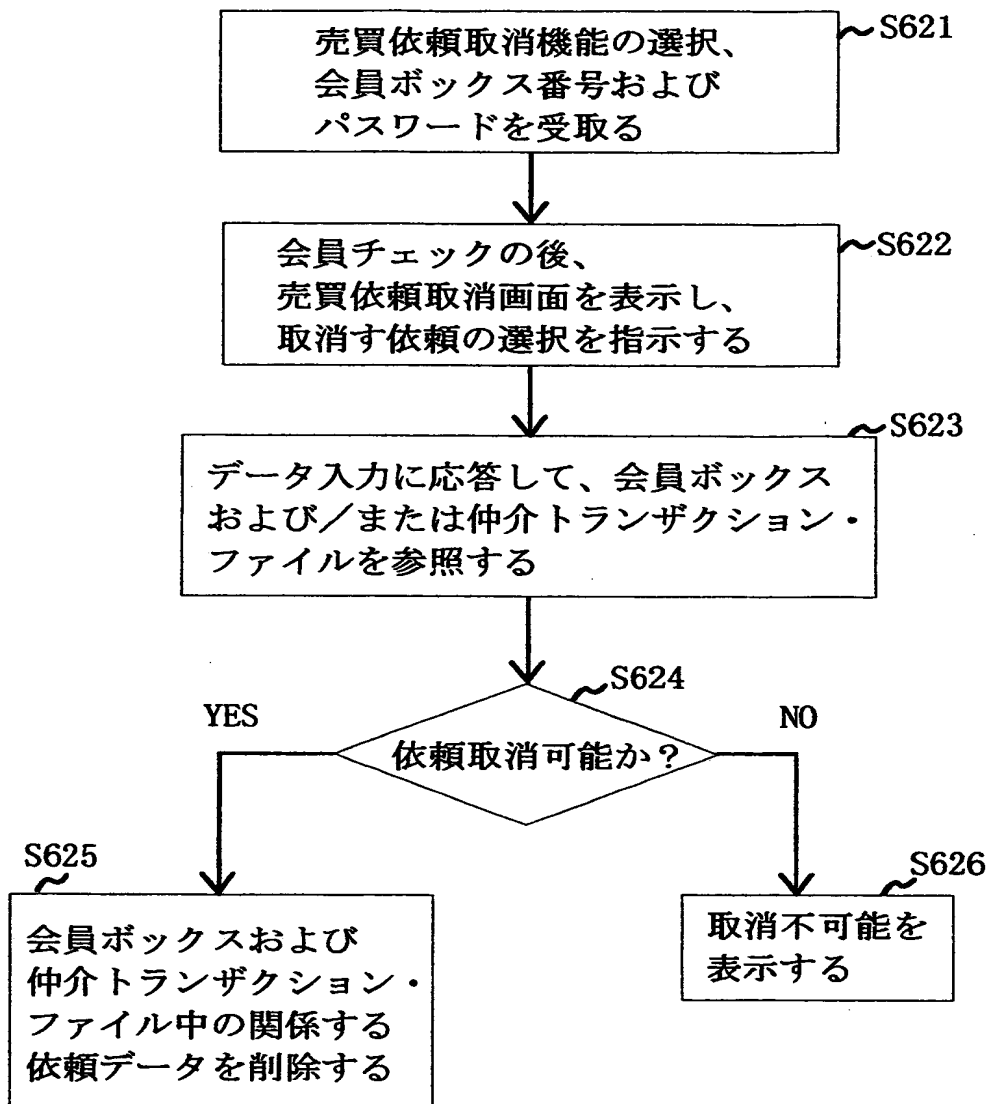 S621
売買依頼取消機能の選択、
会員ボックス番号および
パスワードを受取る
S622
会員チェックの後、
売買依頼取消画面を表示し、
取消す依頼の選択を指示する
S623
データ入力に応答して、会員ボックス
および／または仲介トランザクション・
ファイルを参照する
S624
YES
NO
依頼取消可能か？
S625
会員ボックスおよび
仲介トランザクション・
ファイル中の関係する
依頼データを削除する
S626
取消不可能を
表示する